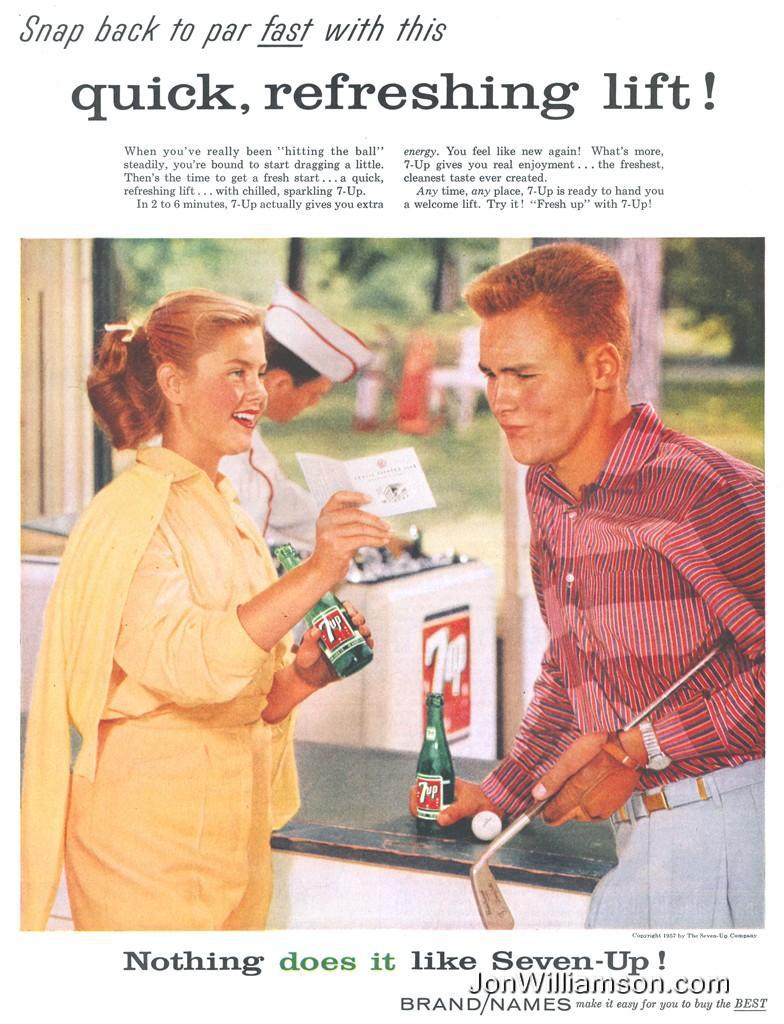 Snap back to par fast with this
quick, refreshing lift!
When you've really been "hitting the ball"
steadily, you're bound to start dragging a little.
Then's the time to get a fresh start...a quick,
refreshing lift...with chilled, sparkling 7-Up.
In 2 to 6 minutes, 7-Up actually gives you extra
energy. You feel like new again! What's more,
7-Up gives you real enjoyment...the freshest,
cleanest taste ever created.
Any time, any place, 7-Up is ready to hand you
a welcome lift. Try it! "Fresh up" with 7-Up!
7up
7up
7up
Copyright 1957 by The Seven-Up Company
Nothing does it like Seven-Up!
JonWilliamson.com
BRAND/NAMES make it easy for you to buy the BEST